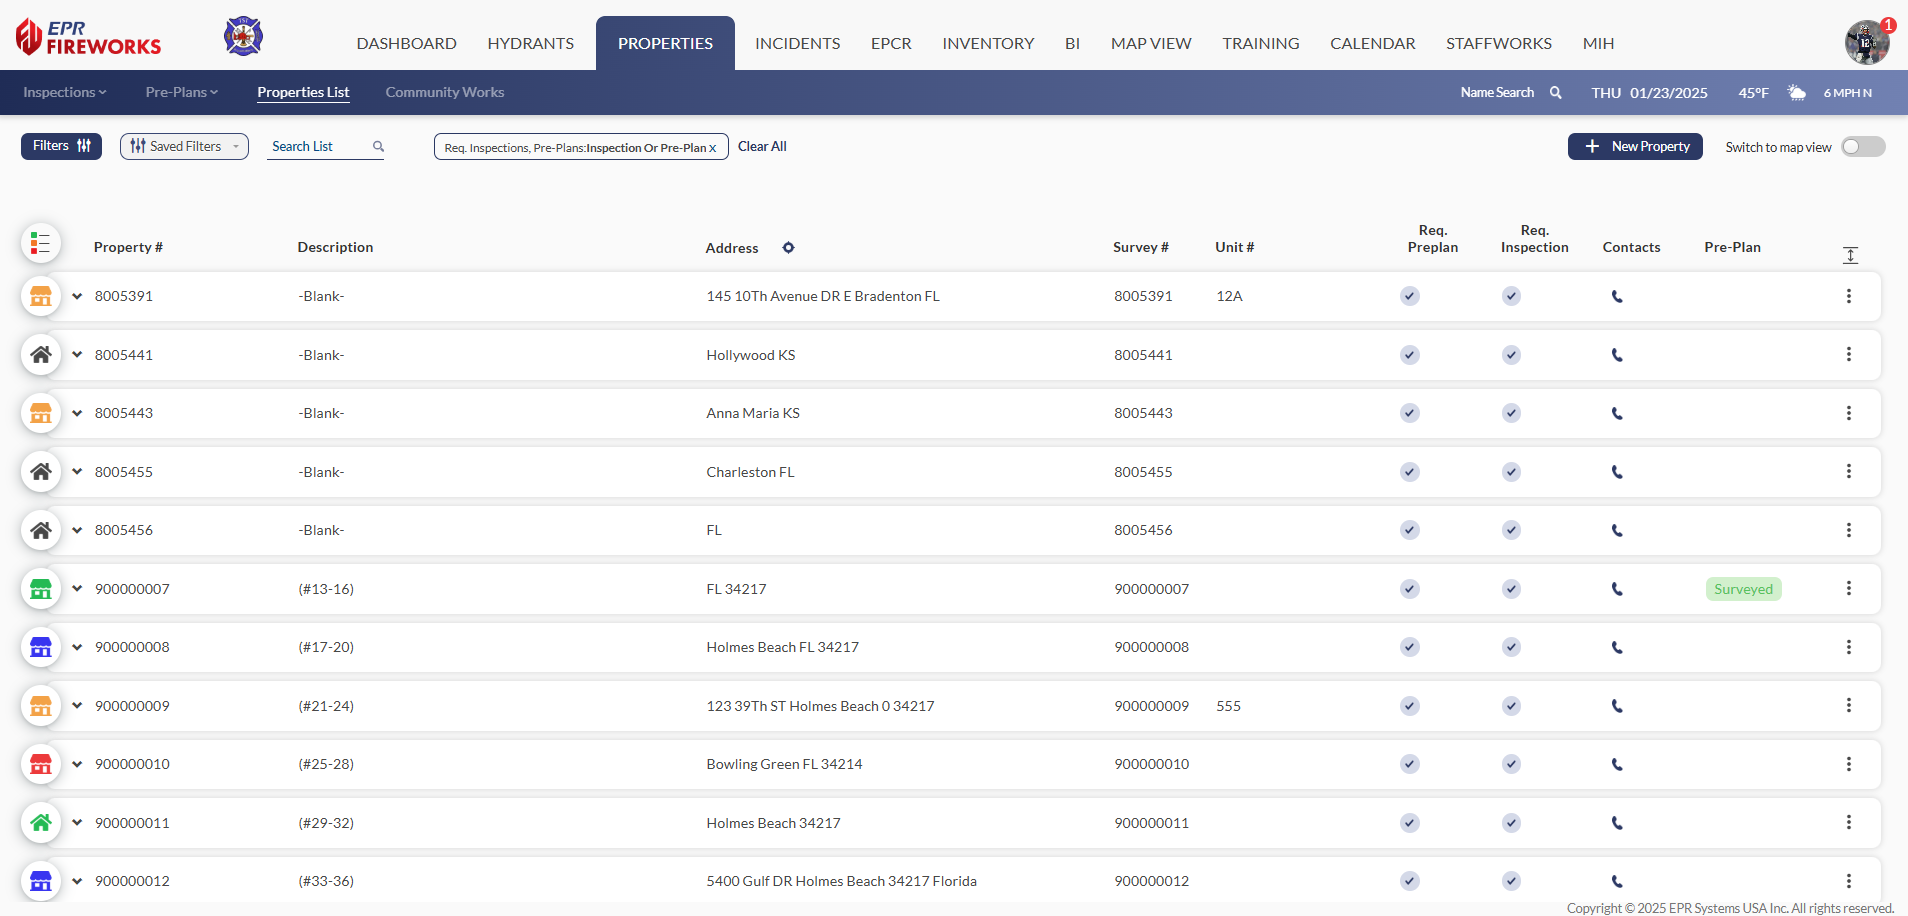 EPR
FIREWORKS
TSF
DASHBOARD HYDRANTS PROPERTIES INCIDENTS EPCR INVENTORY BI MAP VIEW TRAINING CALENDAR STAFFWORKS MIH
12
1
Inspections Pre-Plans Properties List Community Works Name Search THU 01/23/2025 45°F 6 MPH N
Filters Saved Filters Search List Req. Inspections, Pre-Plans:Inspection Or Pre-Plan x Clear All + New Property Switch to map view
Property # Description Address Survey # Unit # Req. Preplan Req. Inspection Contacts Pre-Plan
8005391 -Blank- 145 10Th Avenue DR E Bradenton FL 8005391 12A
8005441 -Blank- Hollywood KS 8005441
8005443 -Blank- Anna Maria KS 8005443
8005455 -Blank- Charleston FL 8005455
8005456 -Blank- FL 8005456
900000007 (#13-16) FL 34217 900000007 Surveyed
900000008 (#17-20) Holmes Beach FL 34217 900000008
900000009 (#21-24) 123 39Th ST Holmes Beach 0 34217 900000009 555
900000010 (#25-28) Bowling Green FL 34214 900000010
900000011 (#29-32) Holmes Beach 34217 900000011
900000012 (#33-36) 5400 Gulf DR Holmes Beach 34217 Florida 900000012
Copyright © 2025 EPR Systems USA Inc. All rights reserved.